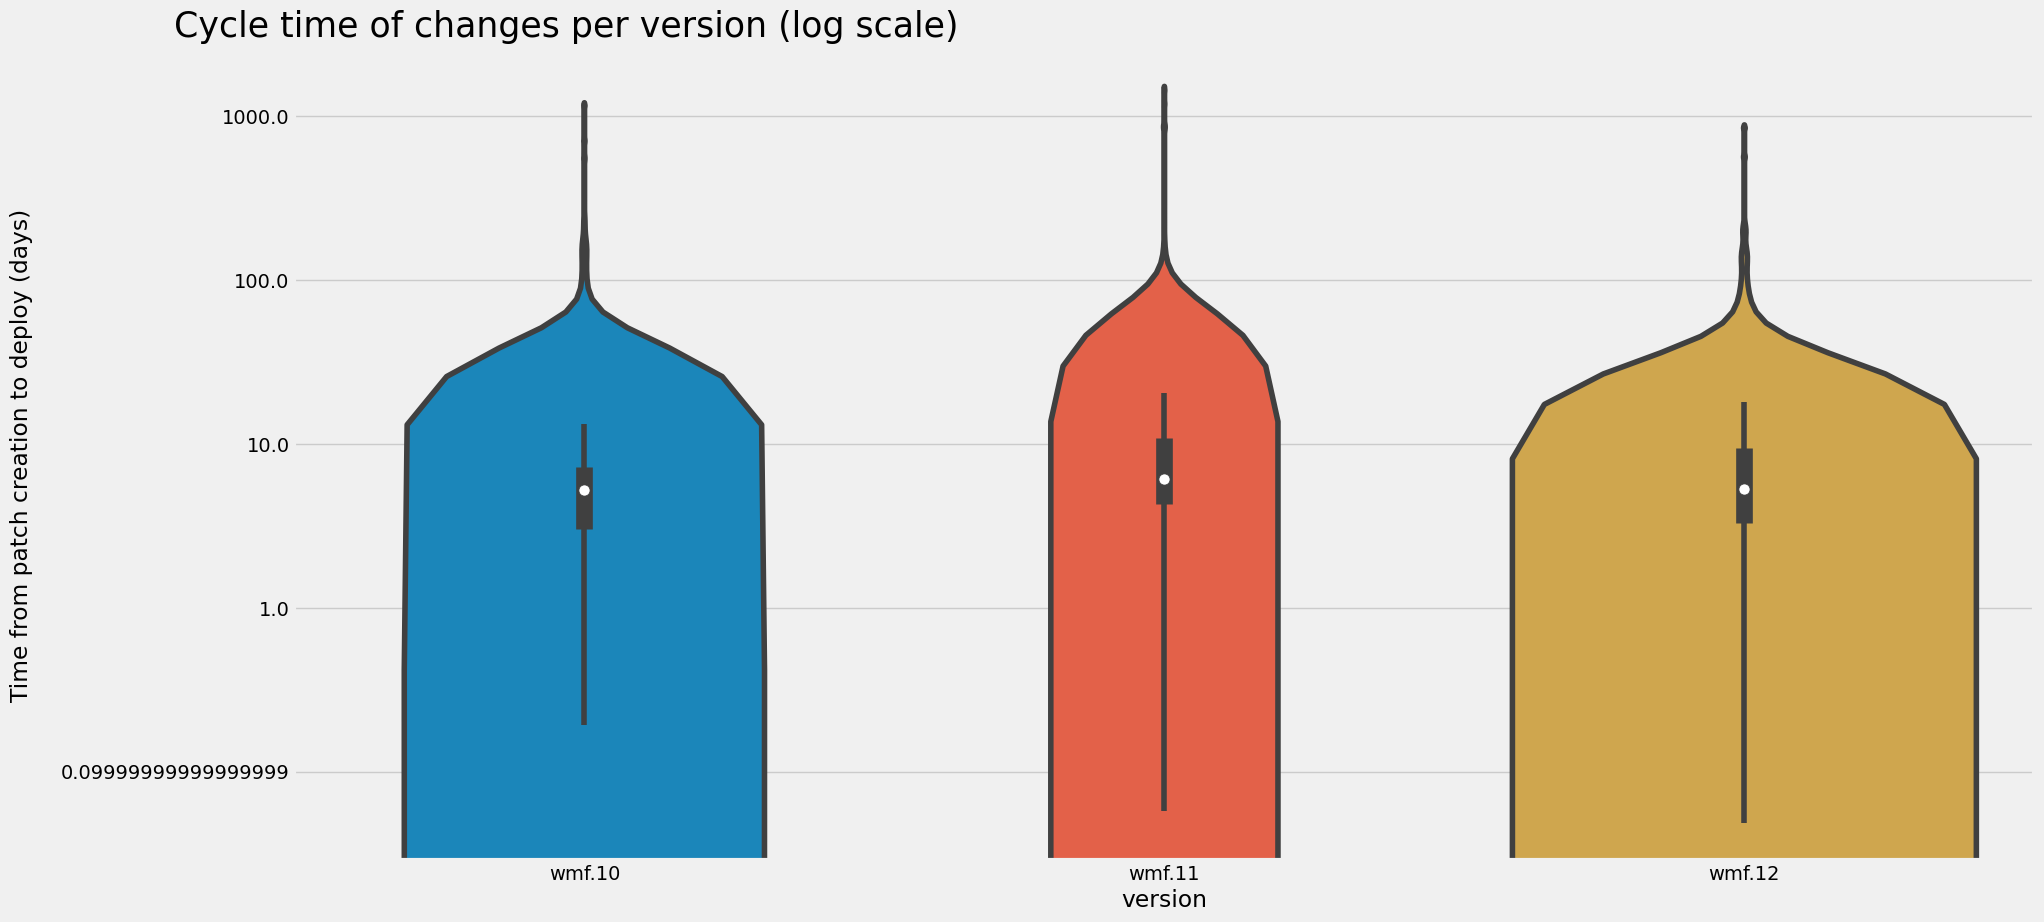 Cycle time of changes per version (log scale)
Time from patch creation to deploy (days)
1000.0
100.0
10.0
1.0
0.09999999999999999
wmf.10
wmf.11
wmf.12
version